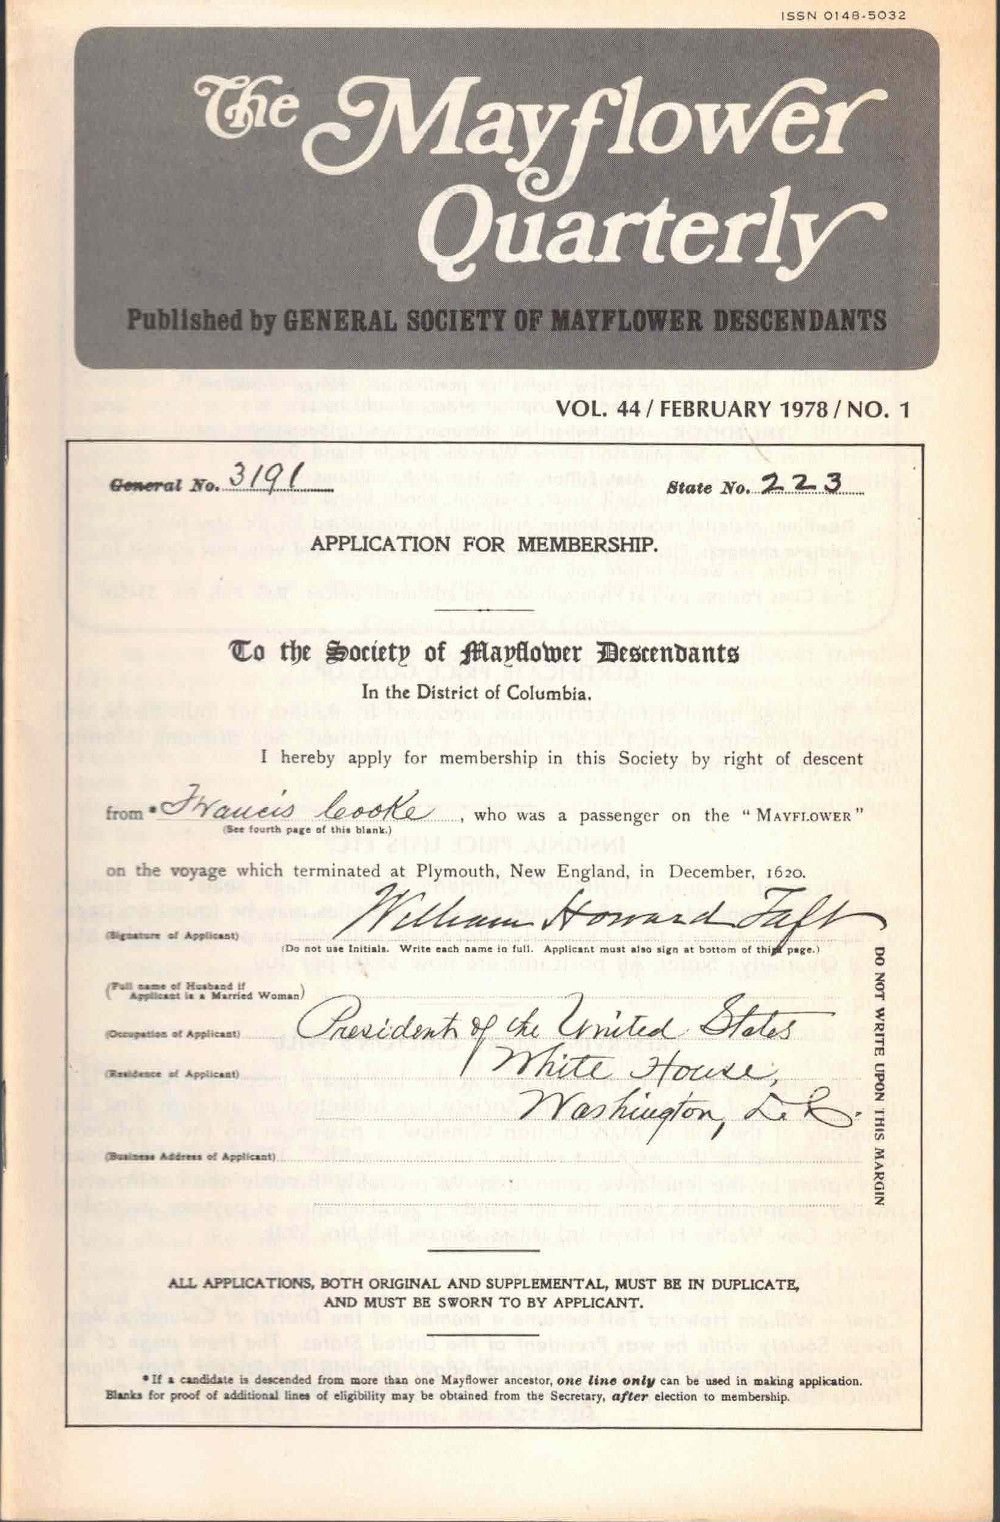 ISSN 0148-5032
The Mayflower
Quarterly
Published by GENERAL SOCIETY OF MAYFLOWER DESCENDANTS
VOL. 44 / FEBRUARY 1978 / NO. 1
General No. 3191
State No. 223
APPLICATION FOR MEMBERSHIP.
To the Society of Mayflower Descendants
In the District of Columbia.
I hereby apply for membership in this Society by right of descent
from * Francis Cooke, who was a passenger on the "MAYFLOWER"
(See fourth page of this blank.)
on the voyage which terminated at Plymouth, New England, in December, 1620.
(Signature of Applicant) William Howard Taft
(Do not use Initials. Write each name in full. Applicant must also sign at bottom of third page.)
(Full name of Husband if
Applicant is a Married Woman)
(Occupation of Applicant) President of the United States
(Residence of Applicant) White House,
Washington, D.C.
(Business Address of Applicant)
DO NOT WRITE UPON THIS MARGIN
ALL APPLICATIONS, BOTH ORIGINAL AND SUPPLEMENTAL, MUST BE IN DUPLICATE,
AND MUST BE SWORN TO BY APPLICANT.
*If a candidate is descended from more than one Mayflower ancestor, one line only can be used in making application.
Blanks for proof of additional lines of eligibility may be obtained from the Secretary, after election to membership.